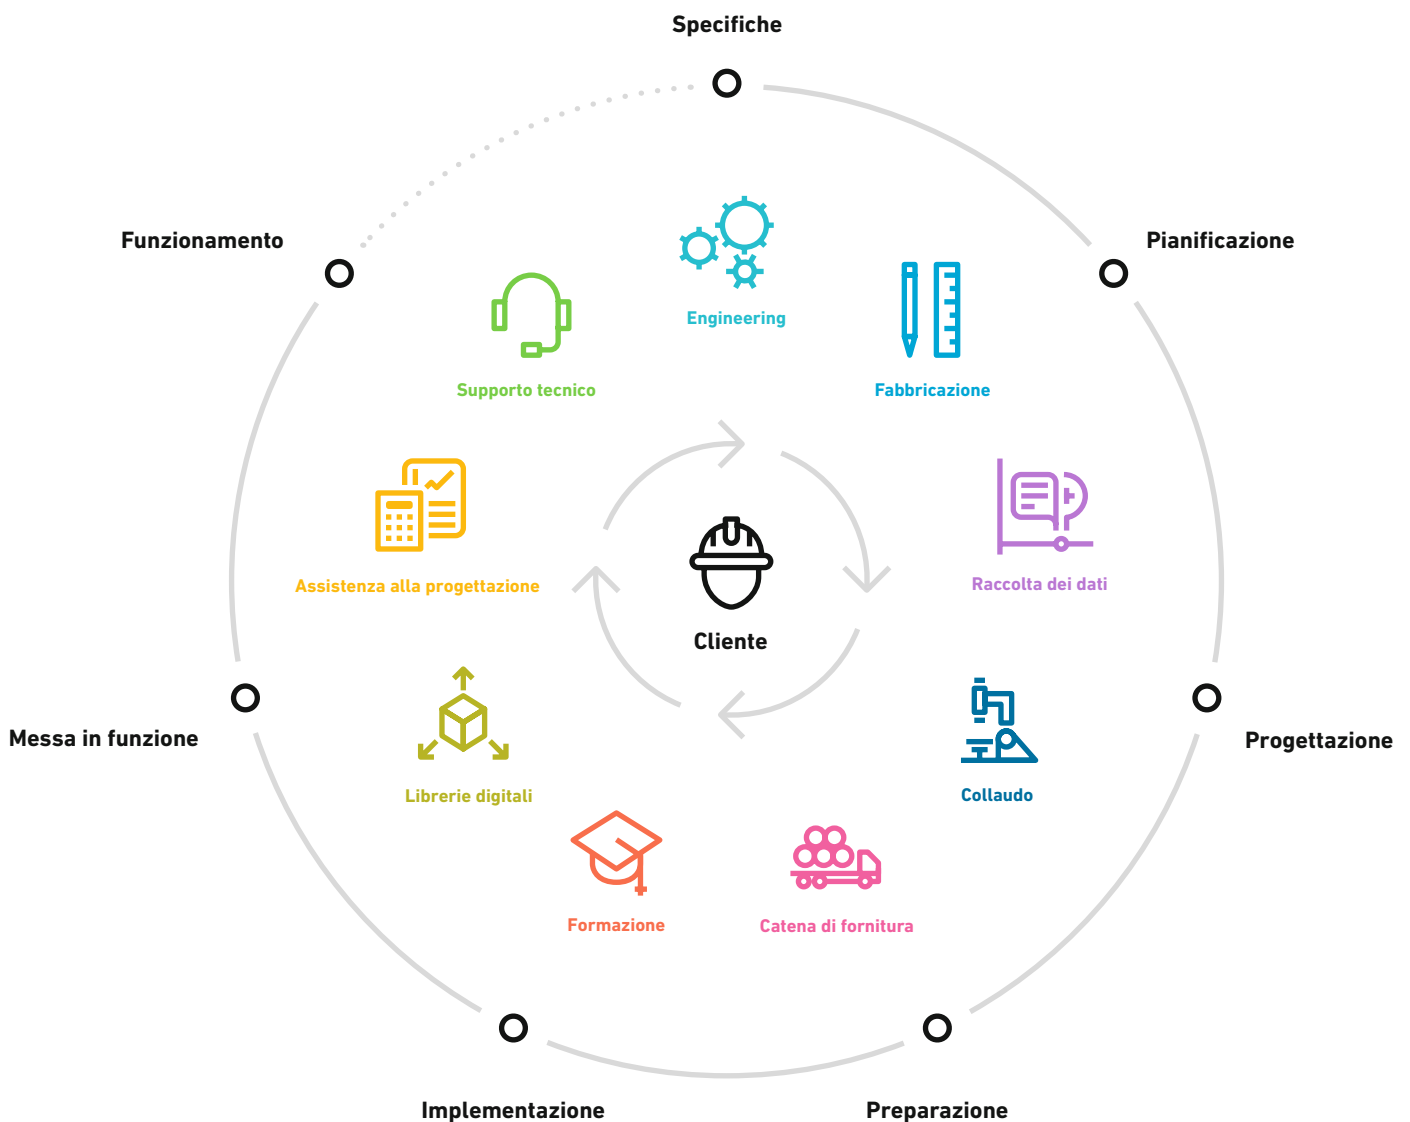 Specifiche
Funzionamento
Pianificazione
Engineering
Supporto tecnico
Fabbricazione
Assistenza alla progettazione
Raccolta dei dati
Cliente
Messa in funzione
Progettazione
Librerie digitali
Collaudo
Formazione
Catena di fornitura
Implementazione
Preparazione